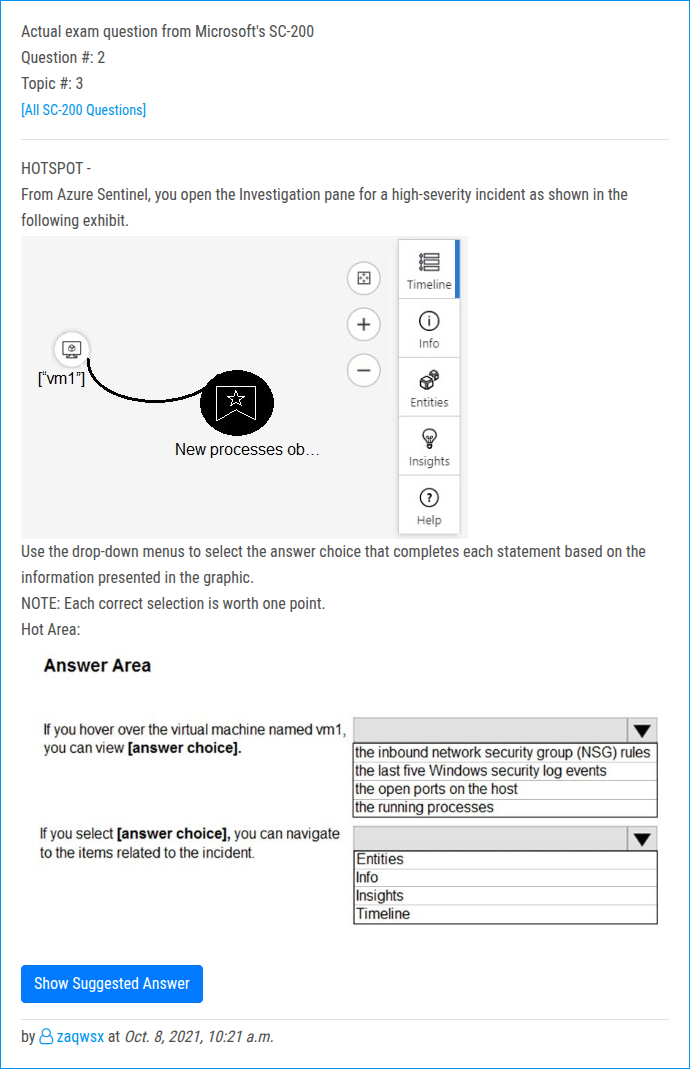 Actual exam question from Microsoft's SC-200
Question #: 2
Topic #: 3
[All SC-200 Questions]
HOTSPOT -
From Azure Sentinel, you open the Investigation pane for a high-severity incident as shown in the
following exhibit.
Timeline
Info
["vm1"]
Entities
New processes ob...
Insights
Help
Use the drop-down menus to select the answer choice that completes each statement based on the
information presented in the graphic.
NOTE: Each correct selection is worth one point.
Hot Area:
Answer Area
If you hover over the virtual machine named vm1,
you can view [answer choice].
the inbound network security group (NSG) rules
the last five Windows security log events
the open ports on the host
the running processes
If you select [answer choice], you can navigate
to the items related to the incident.
Entities
Info
Insights
Timeline
Show Suggested Answer
by zaqwsx at Oct. 8, 2021, 10:21 a.m.